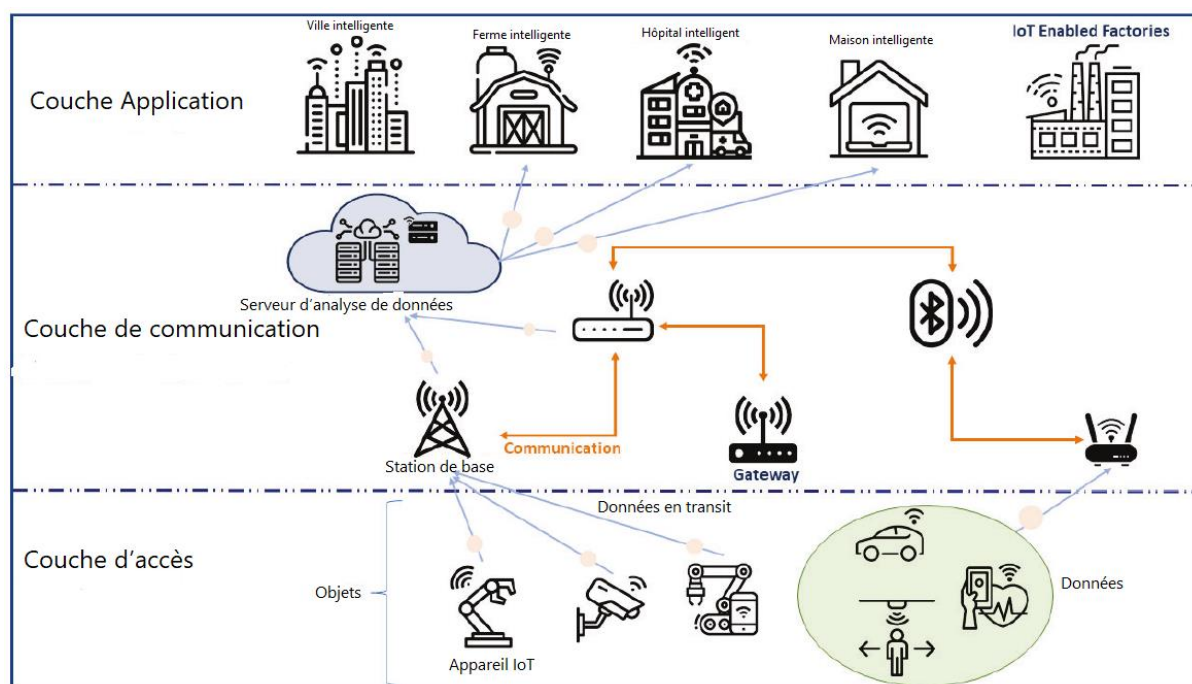 Ville intelligente
Ferme intelligente
Hôpital intelligent
Maison intelligente
IoT Enabled Factories
Couche Application
Serveur d'analyse de données
Couche de communication
Communication
Station de base
Gateway
Données en transit
Couche d'accès
Objets
Données
Appareil IoT